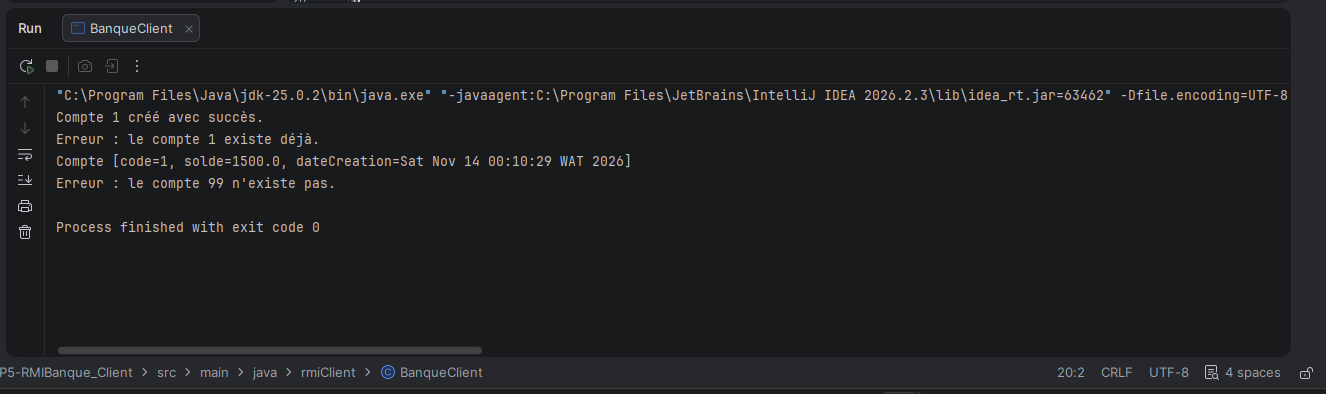 Run BanqueClient
"C:\Program Files\Java\jdk-25.0.2\bin\java.exe" "-javaagent:C:\Program Files\JetBrains\IntelliJ IDEA 2026.2.3\lib\idea_rt.jar=63462" -Dfile.encoding=UTF-8
Compte 1 créé avec succès.
Erreur : le compte 1 existe déjà.
Compte [code=1, solde=1500.0, dateCreation=Sat Nov 14 00:10:29 WAT 2026]
Erreur : le compte 99 n'existe pas.
Process finished with exit code 0
P5-RMIBanque_Client > src > main > java > rmiClient > BanqueClient 20:2 CRLF UTF-8 4 spaces